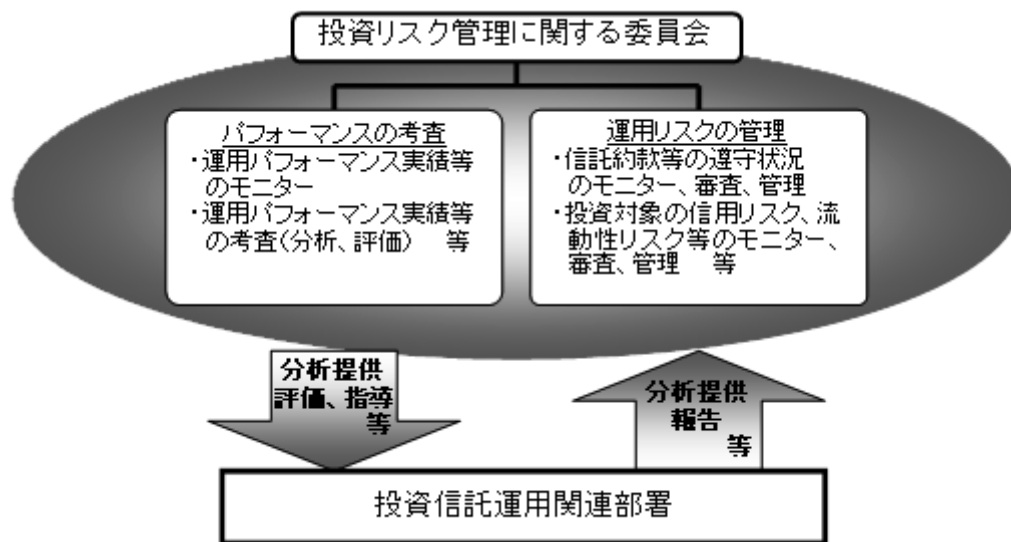 投資リスク管理に関する委員会
パフォーマンスの考査
・運用パフォーマンス実績等
のモニター
・運用パフォーマンス実績等
の考査(分析、評価) 等
運用リスクの管理
・信託約款等の遵守状況
のモニター、審査、管理
・投資対象の信用リスク、流
動性リスク等のモニター、
審査、管理 等
分析提供
評価、指導
等
分析提供
報告
等
投資信託運用関連部署